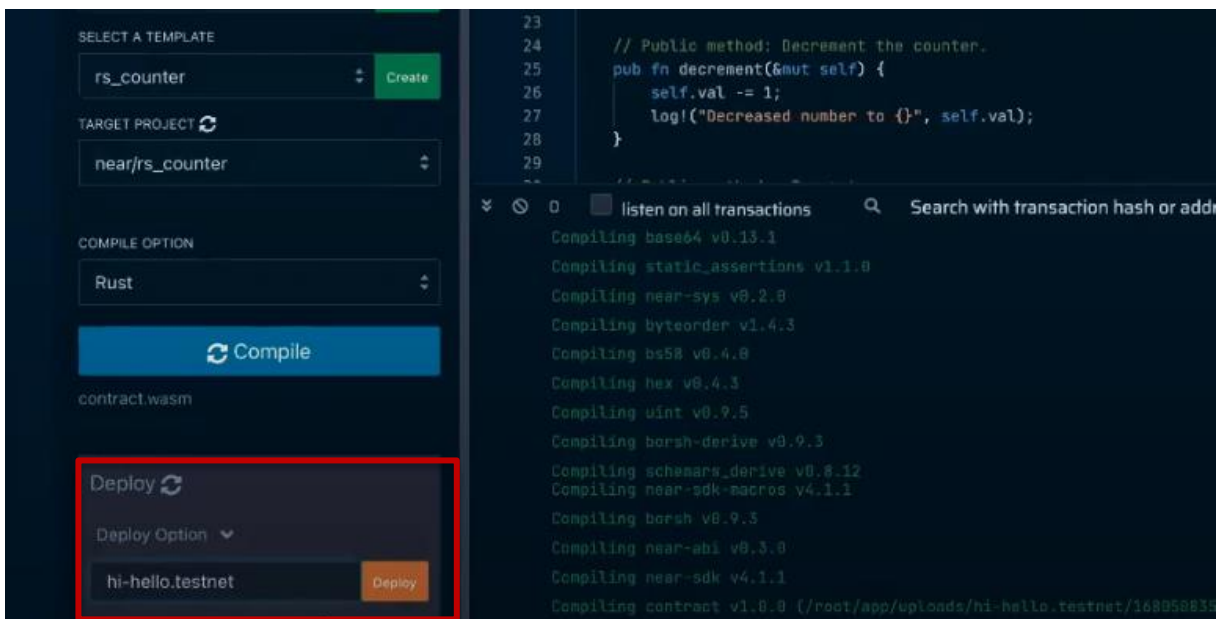 SELECT A TEMPLATE
rs_counter
Create
TARGET PROJECT
near/rs_counter
COMPILE OPTION
Rust
Compile
contract.wasm
Deploy
Deploy Option
hi-hello.testnet
Deploy
23
24 // Public method: Decrement the counter.
25 pub fn decrement(&mut self) {
26 self.val -= 1;
27 log!("Decreased number to {}", self.val);
28 }
29
listen on all transactions
Search with transaction hash or addr
Compiling base64 v0.13.1
Compiling static_assertions v1.1.0
Compiling near-sys v0.2.0
Compiling byteorder v1.4.3
Compiling bs58 v0.4.0
Compiling hex v0.4.3
Compiling uint v0.9.5
Compiling borsh-derive v0.9.3
Compiling schemars_derive v0.8.12
Compiling near-sdk-macros v4.1.1
Compiling borsh v0.9.3
Compiling near-abi v0.3.0
Compiling near-sdk v4.1.1
Compiling contract v1.0.0 (/root/app/uploads/hi-hello.testnet/168050835